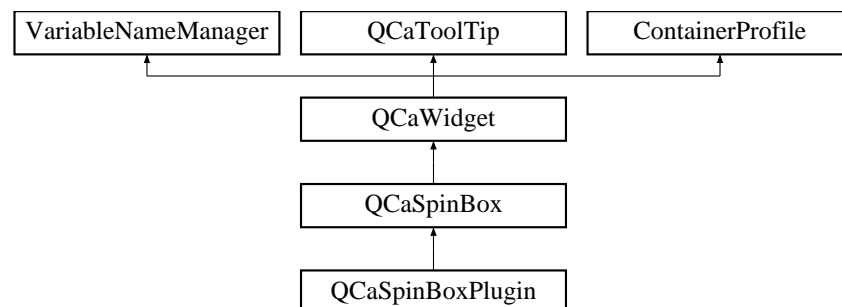 VariableNameManager
QCaToolTip
ContainerProfile
QCaWidget
QCaSpinBox
QCaSpinBoxPlugin